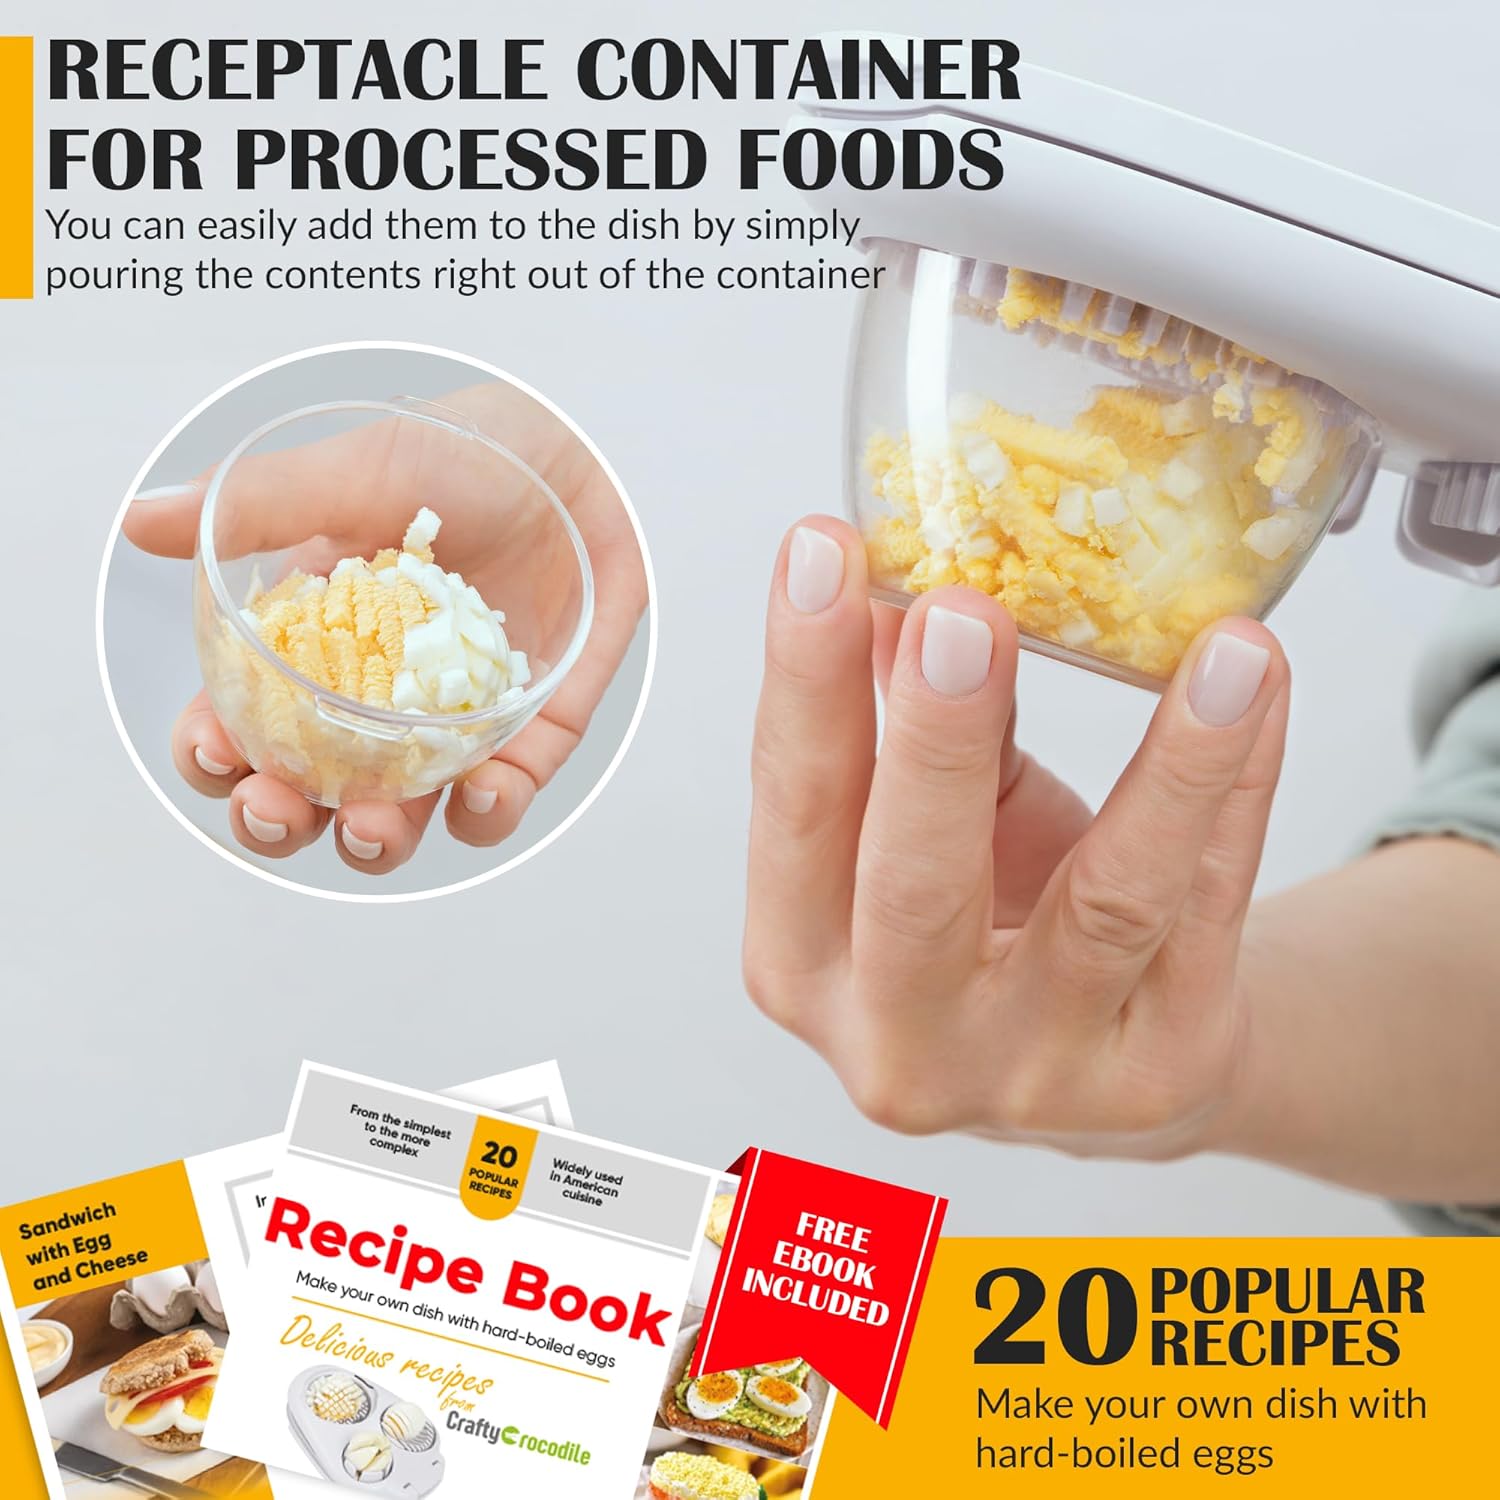 RECEPTACLE CONTAINER
FOR PROCESSED FOODS
You can easily add them to the dish by simply
pouring the contents right out of the container
From the simplest
to the more
complex
20
POPULAR
RECIPES
Widely used
in American
cuisine
Sandwich
with Egg
and Cheese
Recipe Book
Make your own dish with hard-boiled eggs
Delicious recipes
from
CraftyCrocodile
FREE
EBOOK
INCLUDED
20 POPULAR
RECIPES
Make your own dish with
hard-boiled eggs